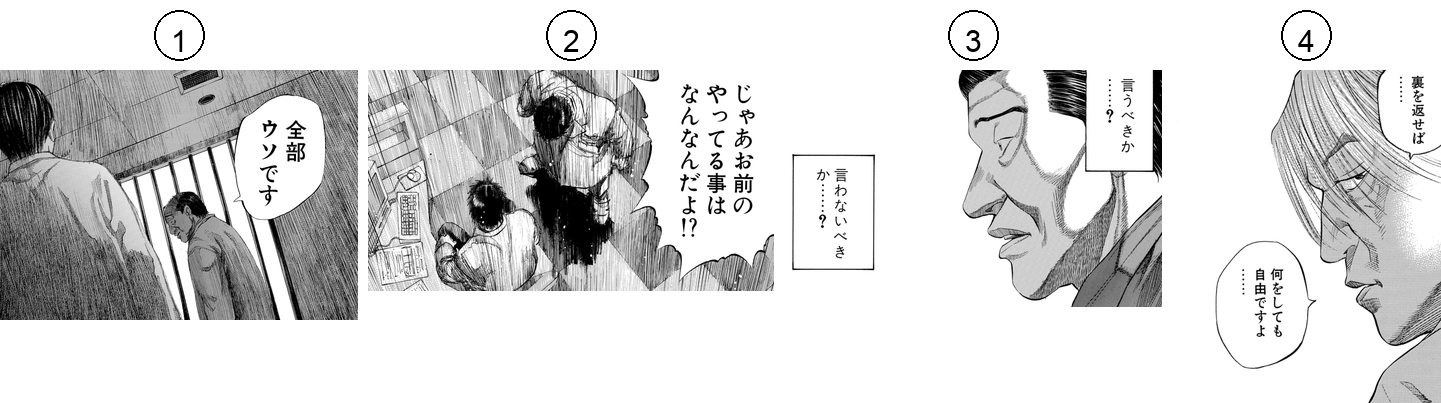 1
全部
ウソです
2
じゃあお前の
やってる事は
なんなんだよ!?
3
言うべきか
……?
言わないべき
か……?
4
裏を返せば
……
何をしても
自由ですよ
……